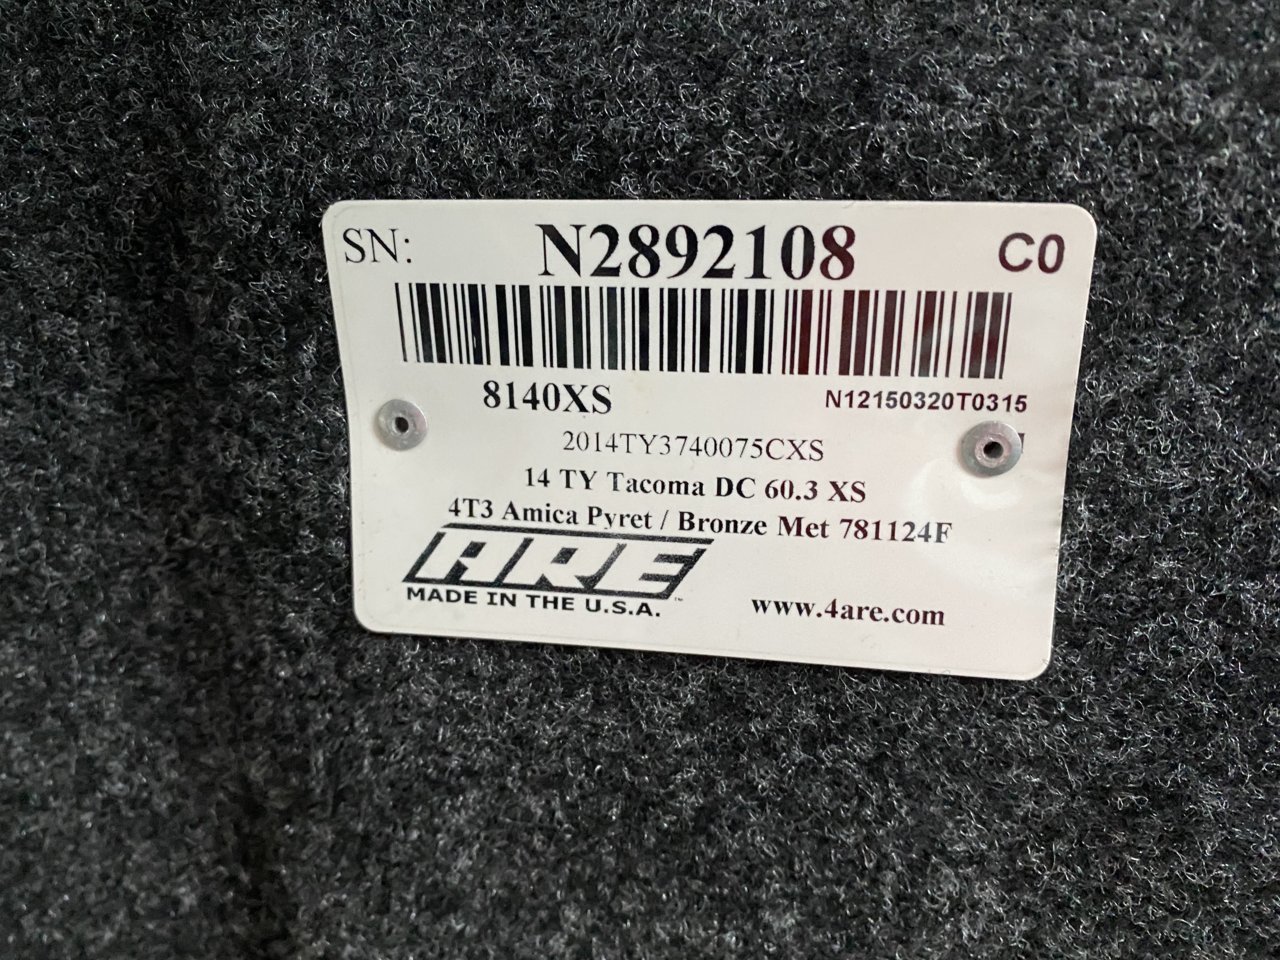 SN: N2892108 C0
8140XS N12150320T0315
2014TY3740075CXS
14 TY Tacoma DC 60.3 XS
4T3 Amica Pyret / Bronze Met 781124F
ARE
MADE IN THE U.S.A.™
www.4are.com